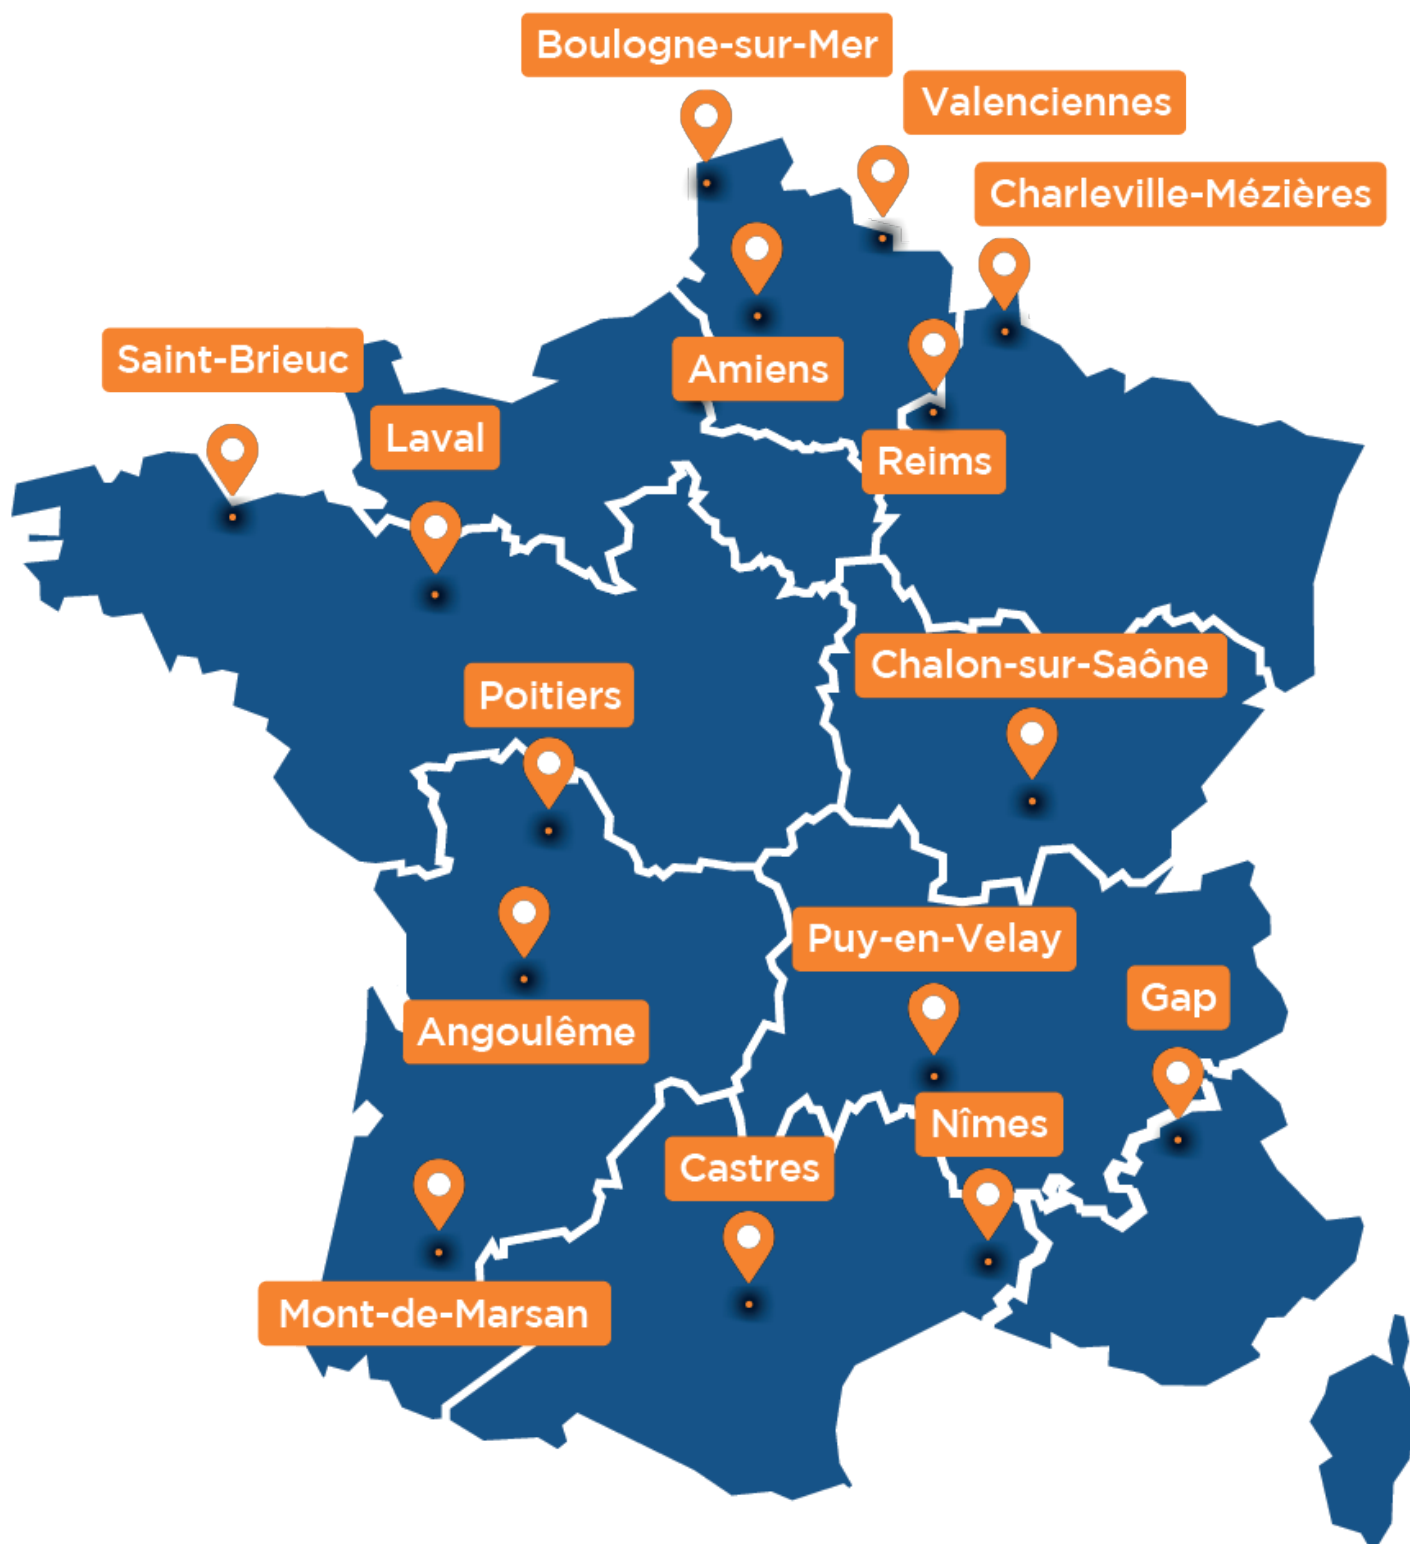 Boulogne-sur-Mer
Valenciennes
Charleville-Mézières
Saint-Brieuc
Amiens
Laval
Reims
Chalon-sur-Saône
Poitiers
Puy-en-Velay
Gap
Angoulême
Nîmes
Castres
Mont-de-Marsan